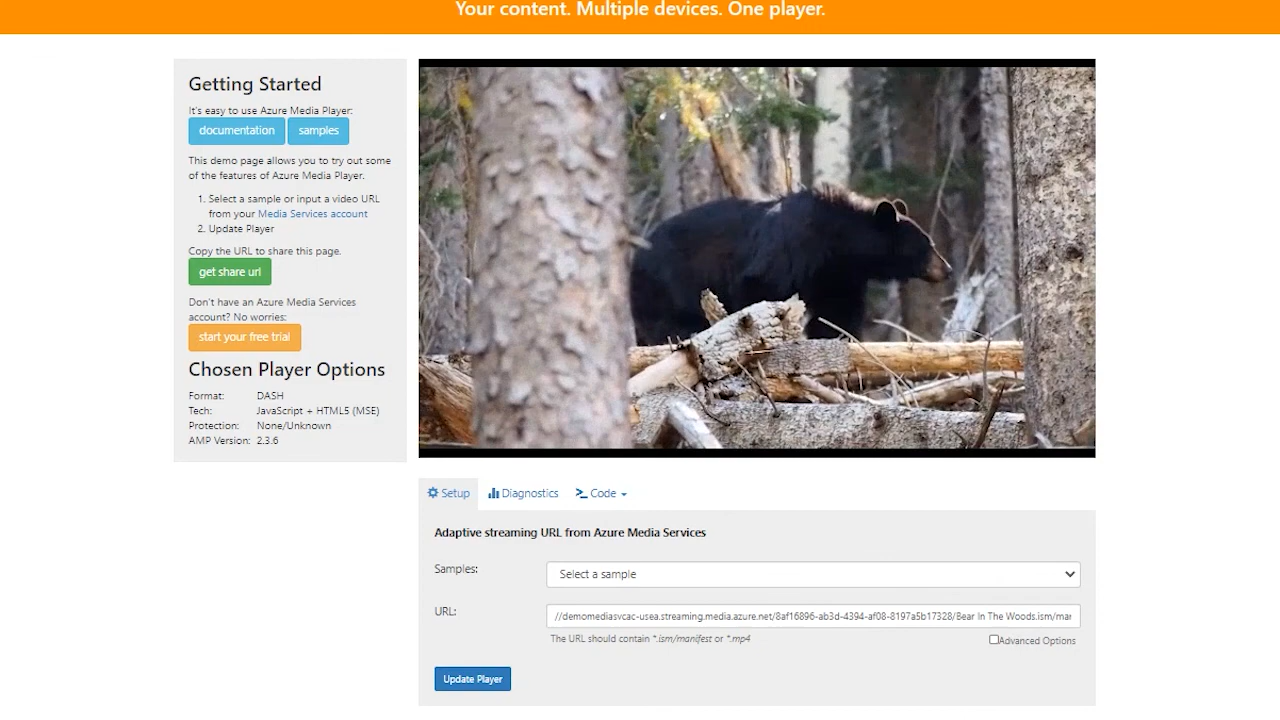 Your content. Multiple devices. One player.
Getting Started
It's easy to use Azure Media Player:
documentation samples
This demo page allows you to try out some
of the features of Azure Media Player.
1. Select a sample or input a video URL
from your Media Services account
2. Update Player
Copy the URL to share this page.
get share url
Don't have an Azure Media Services
account? No worries:
start your free trial
Chosen Player Options
Format: DASH
Tech: JavaScript + HTML5 (MSE)
Protection: None/Unknown
AMP Version: 2.3.6
Setup Diagnostics Code
Adaptive streaming URL from Azure Media Services
Samples: Select a sample
URL: //demomediasvcac-usea.streaming.media.azure.net/8af16896-ab3d-4394-af08-8197a5b17328/Bear In The Woods.ism/mar
The URL should contain *.ism/manifest or *.mp4
Advanced Options
Update Player